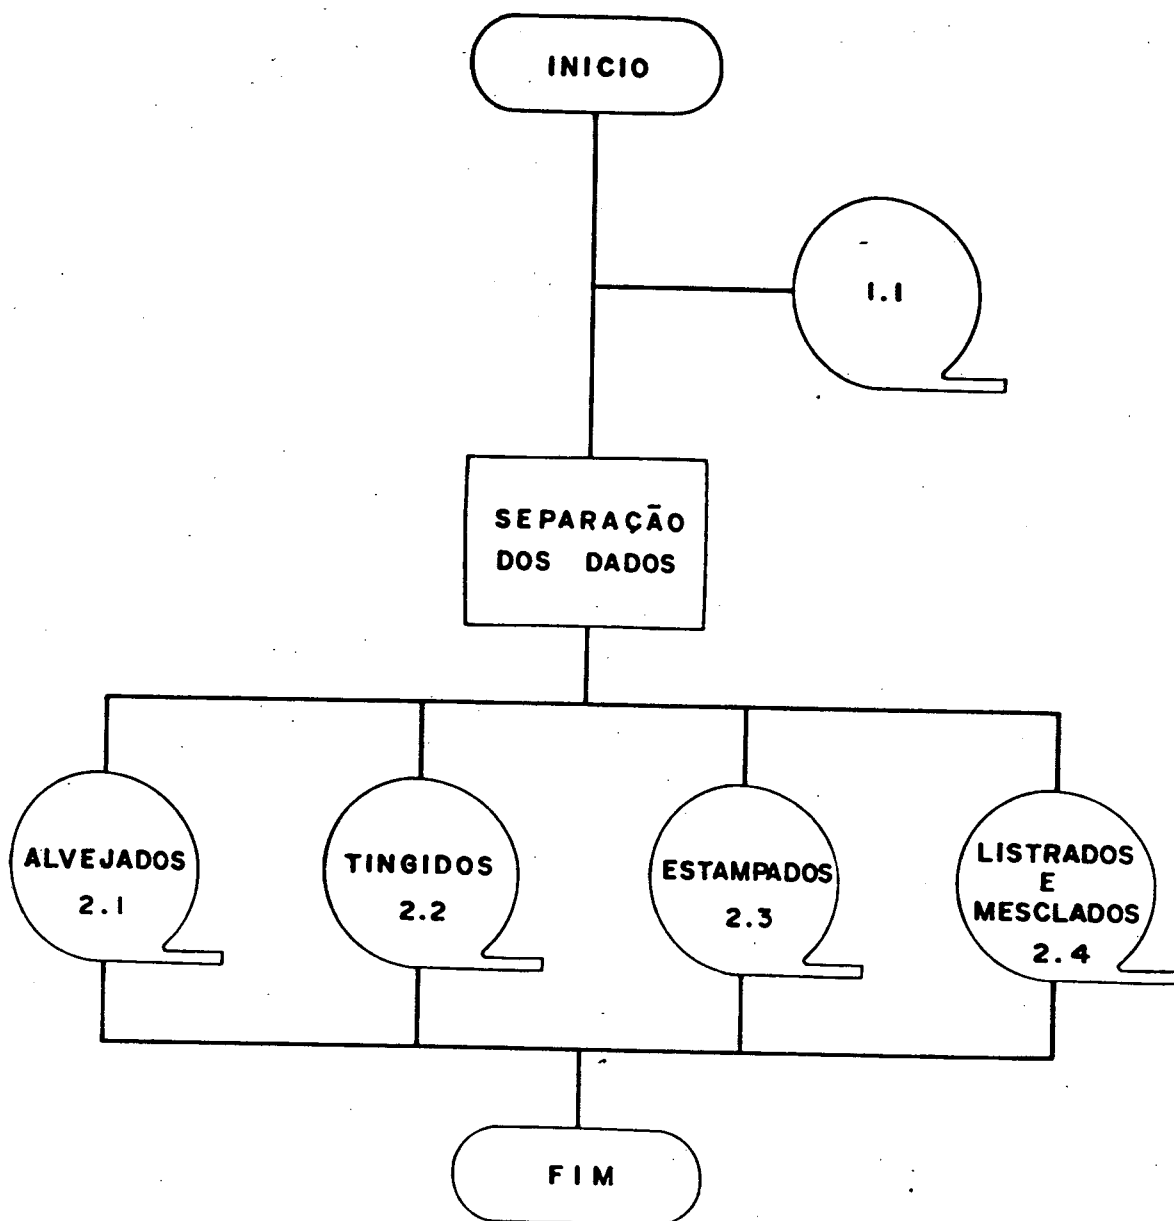 INICIO
1.1
SEPARAÇÃO
DOS DADOS
ALVEJADOS
2.1
TINGIDOS
2.2
ESTAMPADOS
2.3
LISTRADOS
E
MESCLADOS
2.4
FIM